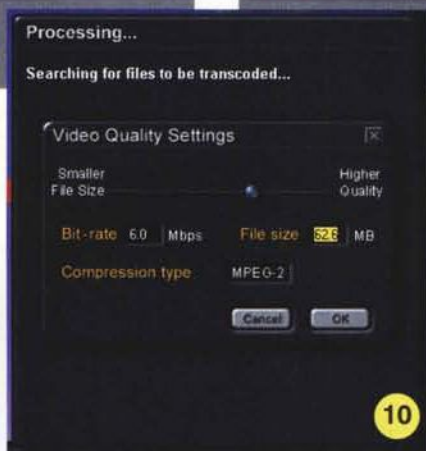 Processing...
Searching for files to be transcoded...
Video Quality Settings
Smaller Higher
File Size Quality
Bit-rate 6.0 Mbps File size 62.6 MB
Compression type MPEG-2
Cancel OK
10